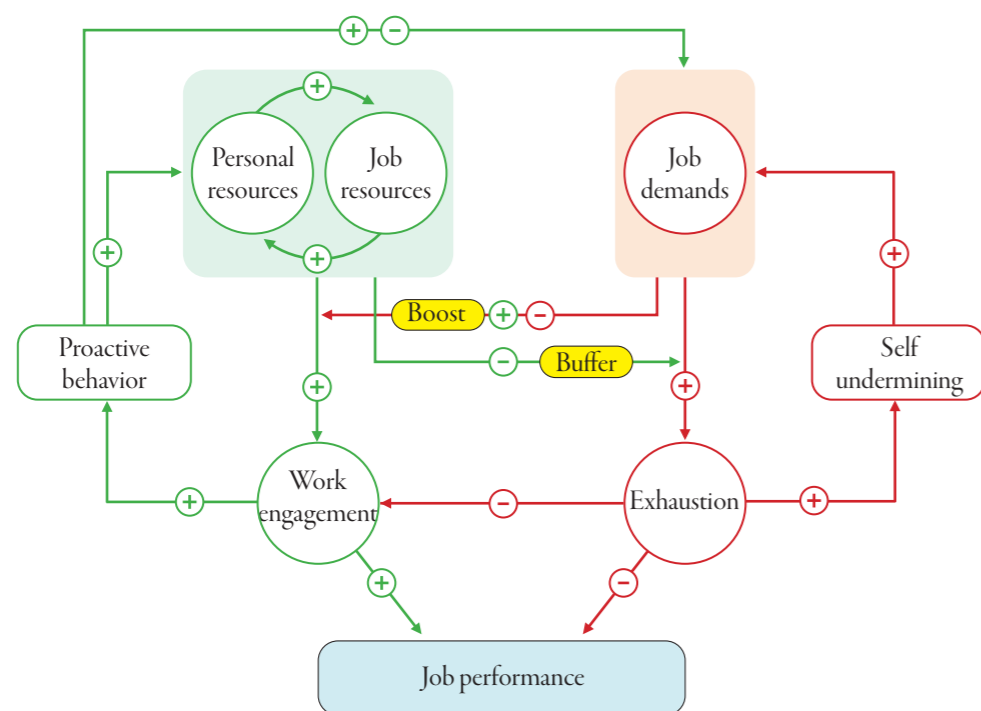 + −
+
Personal
resources
Job
resources
Job
demands
+
+
+
Boost + −
− Buffer
Proactive
behavior
Self
undermining
+
+
Work
engagement
−
Exhaustion
+
+
+
−
Job performance